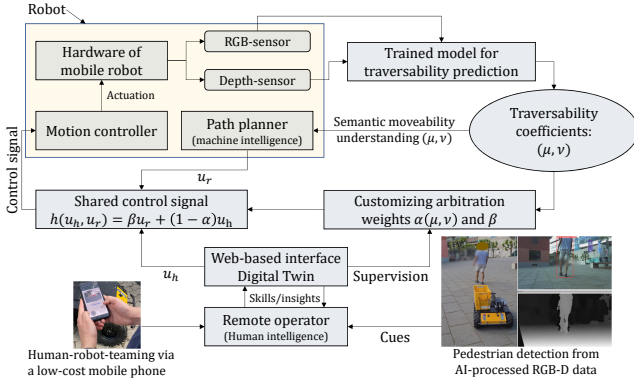 Robot
RGB-sensor
Hardware of
mobile robot
Depth-sensor
Trained model for
traversability prediction
Actuation
Motion controller
Path planner
(machine intelligence)
Semantic moveability
understanding (μ, ν)
Traversability
coefficients:
(μ, ν)
Control signal
u_r
Shared control signal
h(u_h, u_r) = βu_r + (1 − α)u_h
Customizing arbitration
weights α(μ, ν) and β
Web-based interface
Digital Twin
u_h
Supervision
Skills/insights
Remote operator
(Human intelligence)
Cues
Human-robot-teaming via
a low-cost mobile phone
Pedestrian detection from
AI-processed RGB-D data